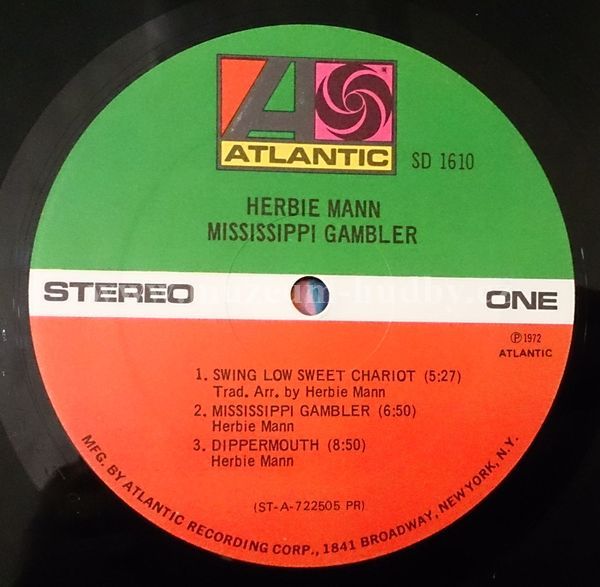 ATLANTIC
SD 1610
HERBIE MANN
MISSISSIPPI GAMBLER
STEREO
ONE
Ⓟ 1972
ATLANTIC
1. SWING LOW SWEET CHARIOT (5:27)
Trad. Arr. by Herbie Mann
2. MISSISSIPPI GAMBLER (6:50)
Herbie Mann
3. DIPPERMOUTH (8:50)
Herbie Mann
(ST-A-722505 PR)
MFG. BY ATLANTIC RECORDING CORP., 1841 BROADWAY, NEW YORK, N.Y.